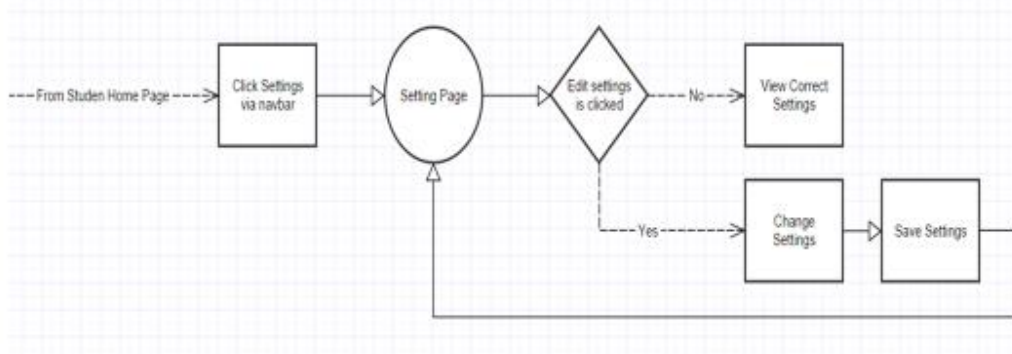 From Studen Home Page
Click Settings
via navbar
Setting Page
Edit settings
is clicked
No
View Correct
Settings
Yes
Change
Settings
Save Settings